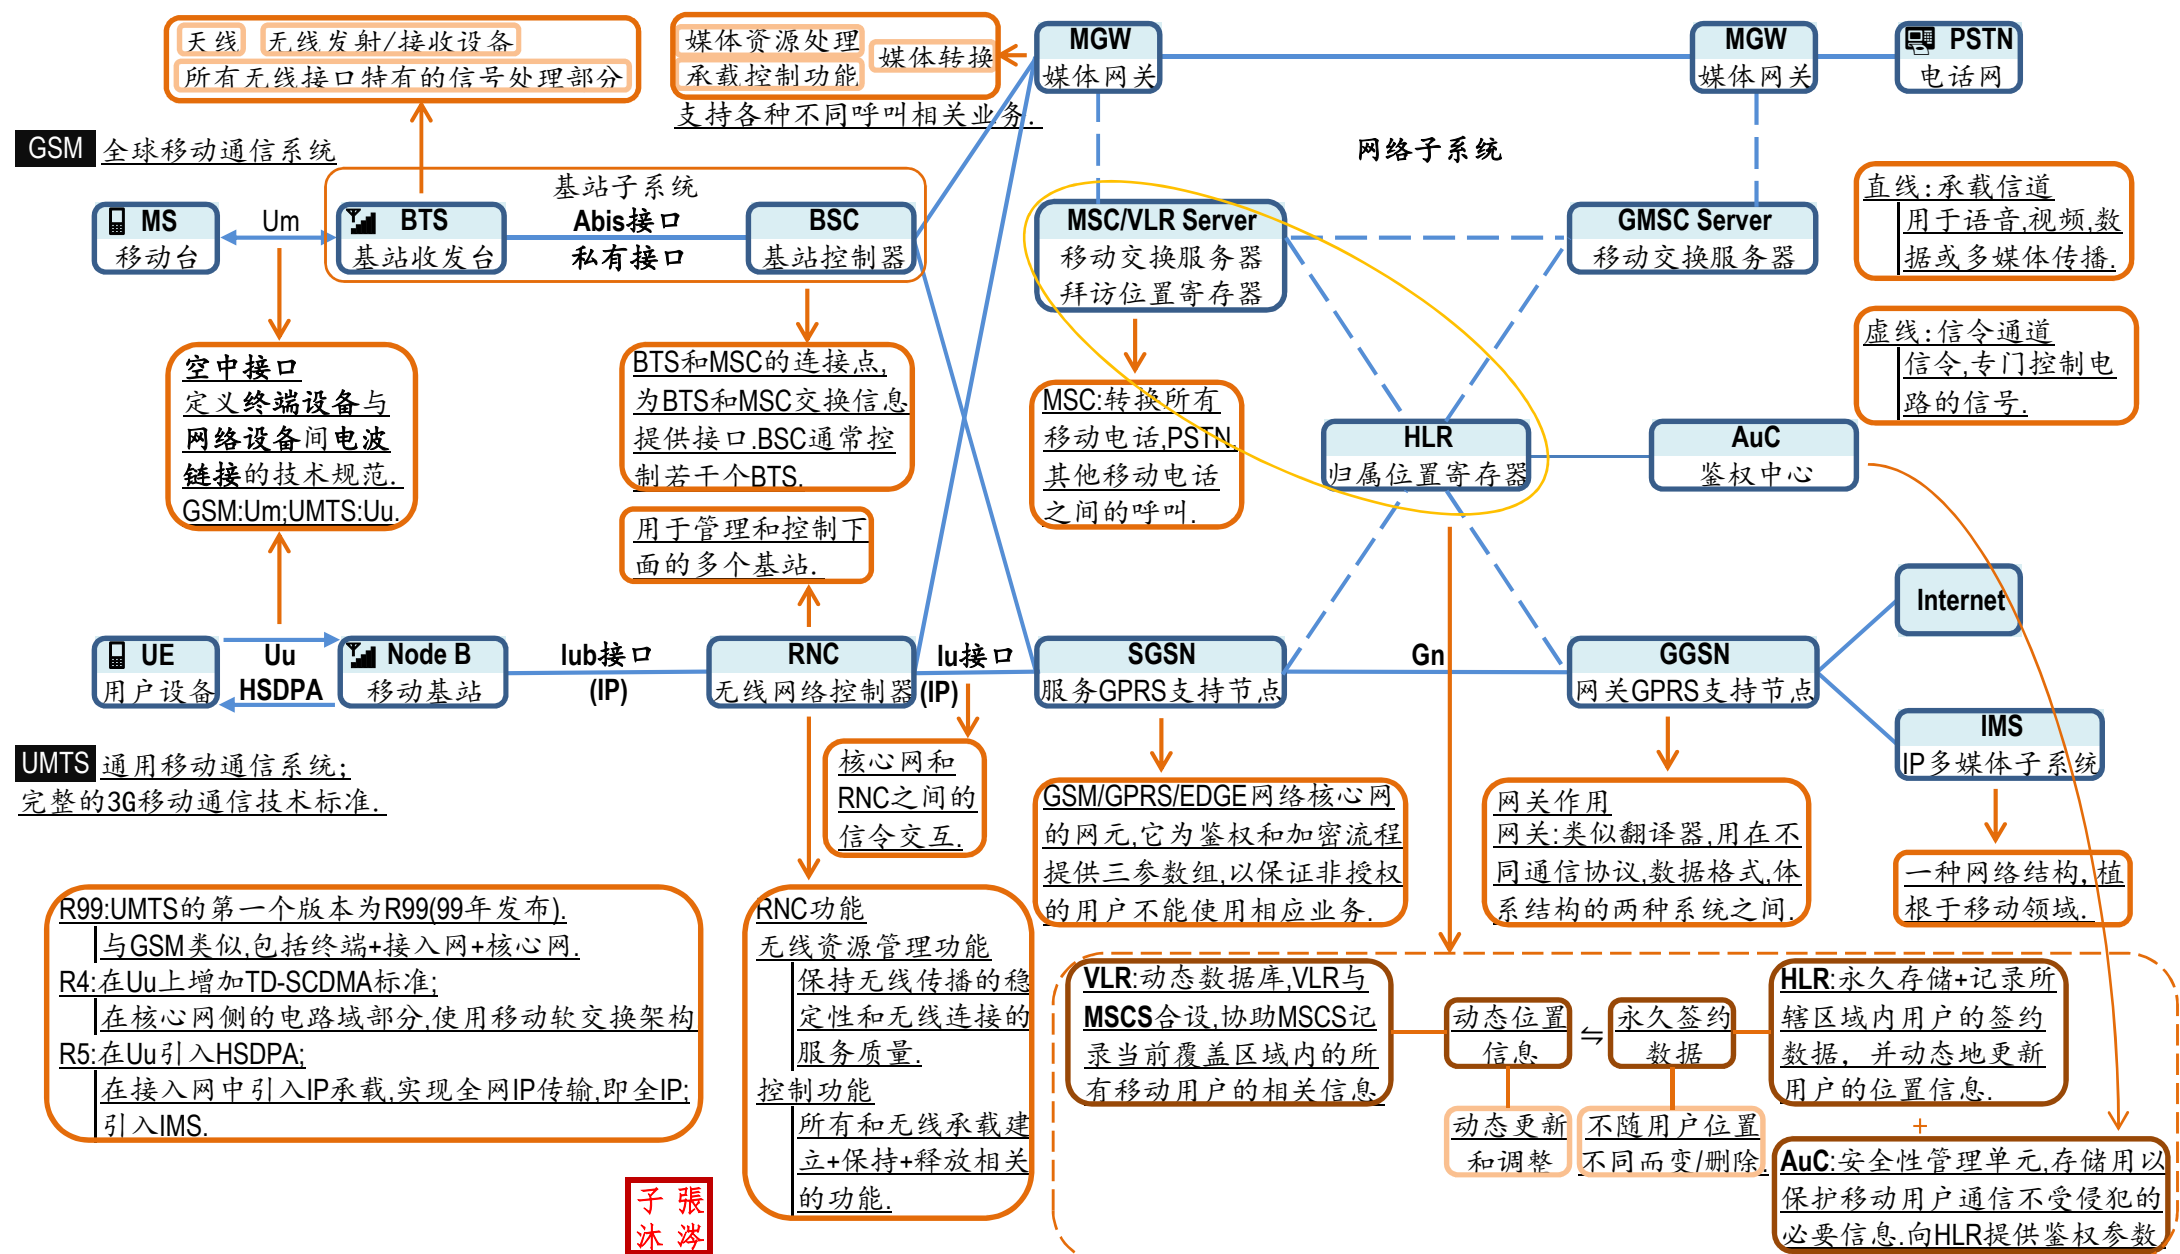 天线 无线发射/接收设备
所有无线接口特有的信号处理部分
媒体资源处理
承载控制功能
媒体转换
支持各种不同呼叫相关业务.
MGW
媒体网关
MGW
媒体网关
PSTN
电话网
GSM 全球移动通信系统
网络子系统
基站子系统
MS
移动台
Um
BTS
基站收发台
Abis接口
私有接口
BSC
基站控制器
MSC/VLR Server
移动交换服务器
拜访位置寄存器
GMSC Server
移动交换服务器
直线:承载信道
用于语音,视频,数
据或多媒体传播.
虚线:信令通道
信令,专门控制电
路的信号.
空中接口
定义终端设备与
网络设备间电波
链接的技术规范.
GSM:Um;UMTS:Uu.
BTS和MSC的连接点,
为BTS和MSC交换信息
提供接口.BSC通常控
制若干个BTS.
用于管理和控制下
面的多个基站.
MSC:转换所有
移动电话,PSTN,
其他移动电话
之间的呼叫.
HLR
归属位置寄存器
AuC
鉴权中心
Internet
UE
用户设备
Uu
HSDPA
Node B
移动基站
Iub接口
(IP)
RNC
无线网络控制器
Iu接口
(IP)
SGSN
服务GPRS支持节点
Gn
GGSN
网关GPRS支持节点
IMS
IP多媒体子系统
UMTS 通用移动通信系统;
完整的3G移动通信技术标准.
核心网和
RNC之间的
信令交互.
GSM/GPRS/EDGE网络核心网
的网元,它为鉴权和加密流程
提供三参数组,以保证非授权
的用户不能使用相应业务.
网关作用
网关:类似翻译器,用在不
同通信协议,数据格式,体
系结构的两种系统之间.
一种网络结构,植
根于移动领域.
R99:UMTS的第一个版本为R99(99年发布).
与GSM类似,包括终端+接入网+核心网.
R4:在Uu上增加TD-SCDMA标准;
在核心网侧的电路域部分,使用移动软交换架构
R5:在Uu引入HSDPA;
在接入网中引入IP承载,实现全网IP传输,即全IP;
引入IMS.
RNC功能
无线资源管理功能
保持无线传播的稳
定性和无线连接的
服务质量.
控制功能
所有和无线承载建
立+保持+释放相关
的功能.
VLR:动态数据库,VLR与
MSCS合设,协助MSCS记
录当前覆盖区域内的所
有移动用户的相关信息
动态位置
信息
⇋
永久签约
数据
动态更新
和调整
不随用户位置
不同而变/删除.
HLR:永久存储+记录所
辖区域内用户的签约
数据，并动态地更新
用户的位置信息.
+
AuC:安全性管理单元,存储用以
保护移动用户通信不受侵犯的
必要信息.向HLR提供鉴权参数
子 張
沐 涔